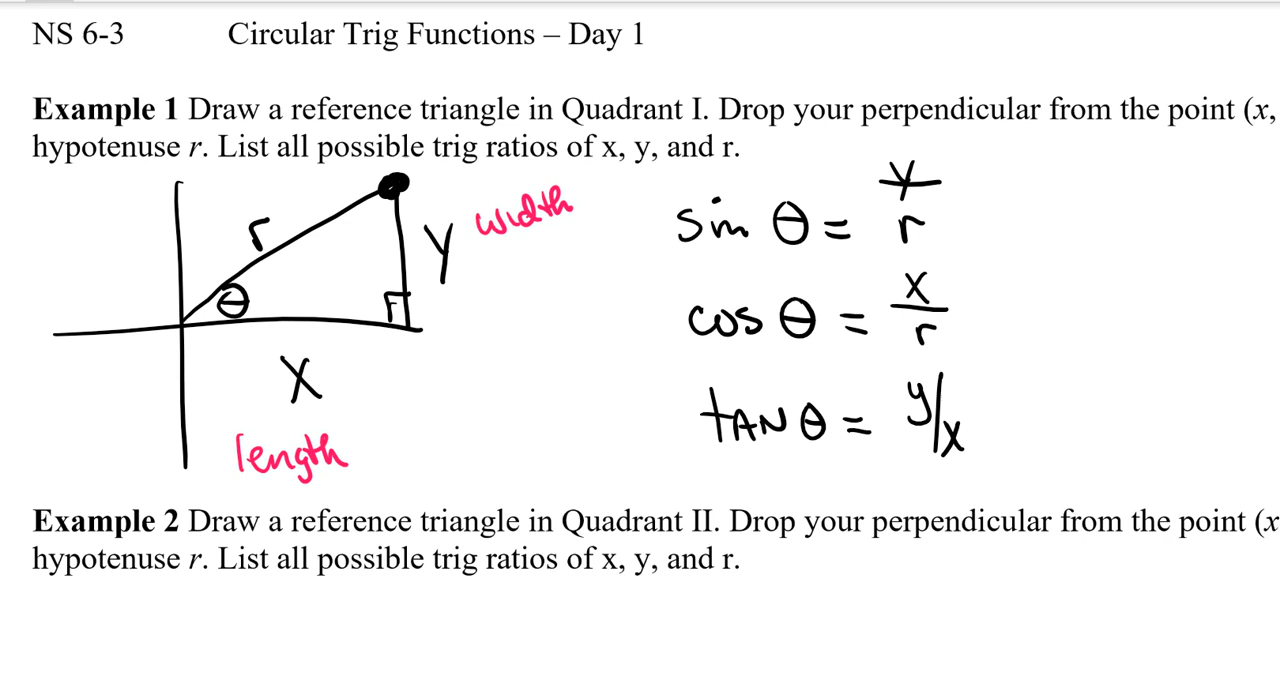 NS 6-3 Circular Trig Functions – Day 1
Example 1 Draw a reference triangle in Quadrant I. Drop your perpendicular from the point (x,
hypotenuse r. List all possible trig ratios of x, y, and r.
r
θ
y width
x
length
sin θ = y/r
cos θ = x/r
tAN θ = y/x
Example 2 Draw a reference triangle in Quadrant II. Drop your perpendicular from the point (x
hypotenuse r. List all possible trig ratios of x, y, and r.